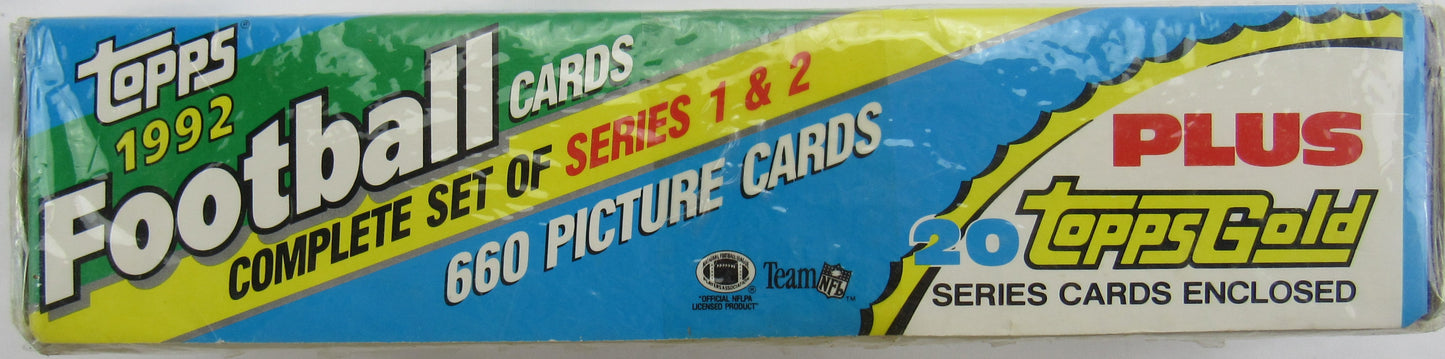 TOPPS
1992
Football
CARDS
COMPLETE SET OF SERIES 1 & 2
660 PICTURE CARDS
"OFFICIAL NFLPA
LICENSED PRODUCT"
Team NFL™
PLUS
20 TOPPS Gold
SERIES CARDS ENCLOSED